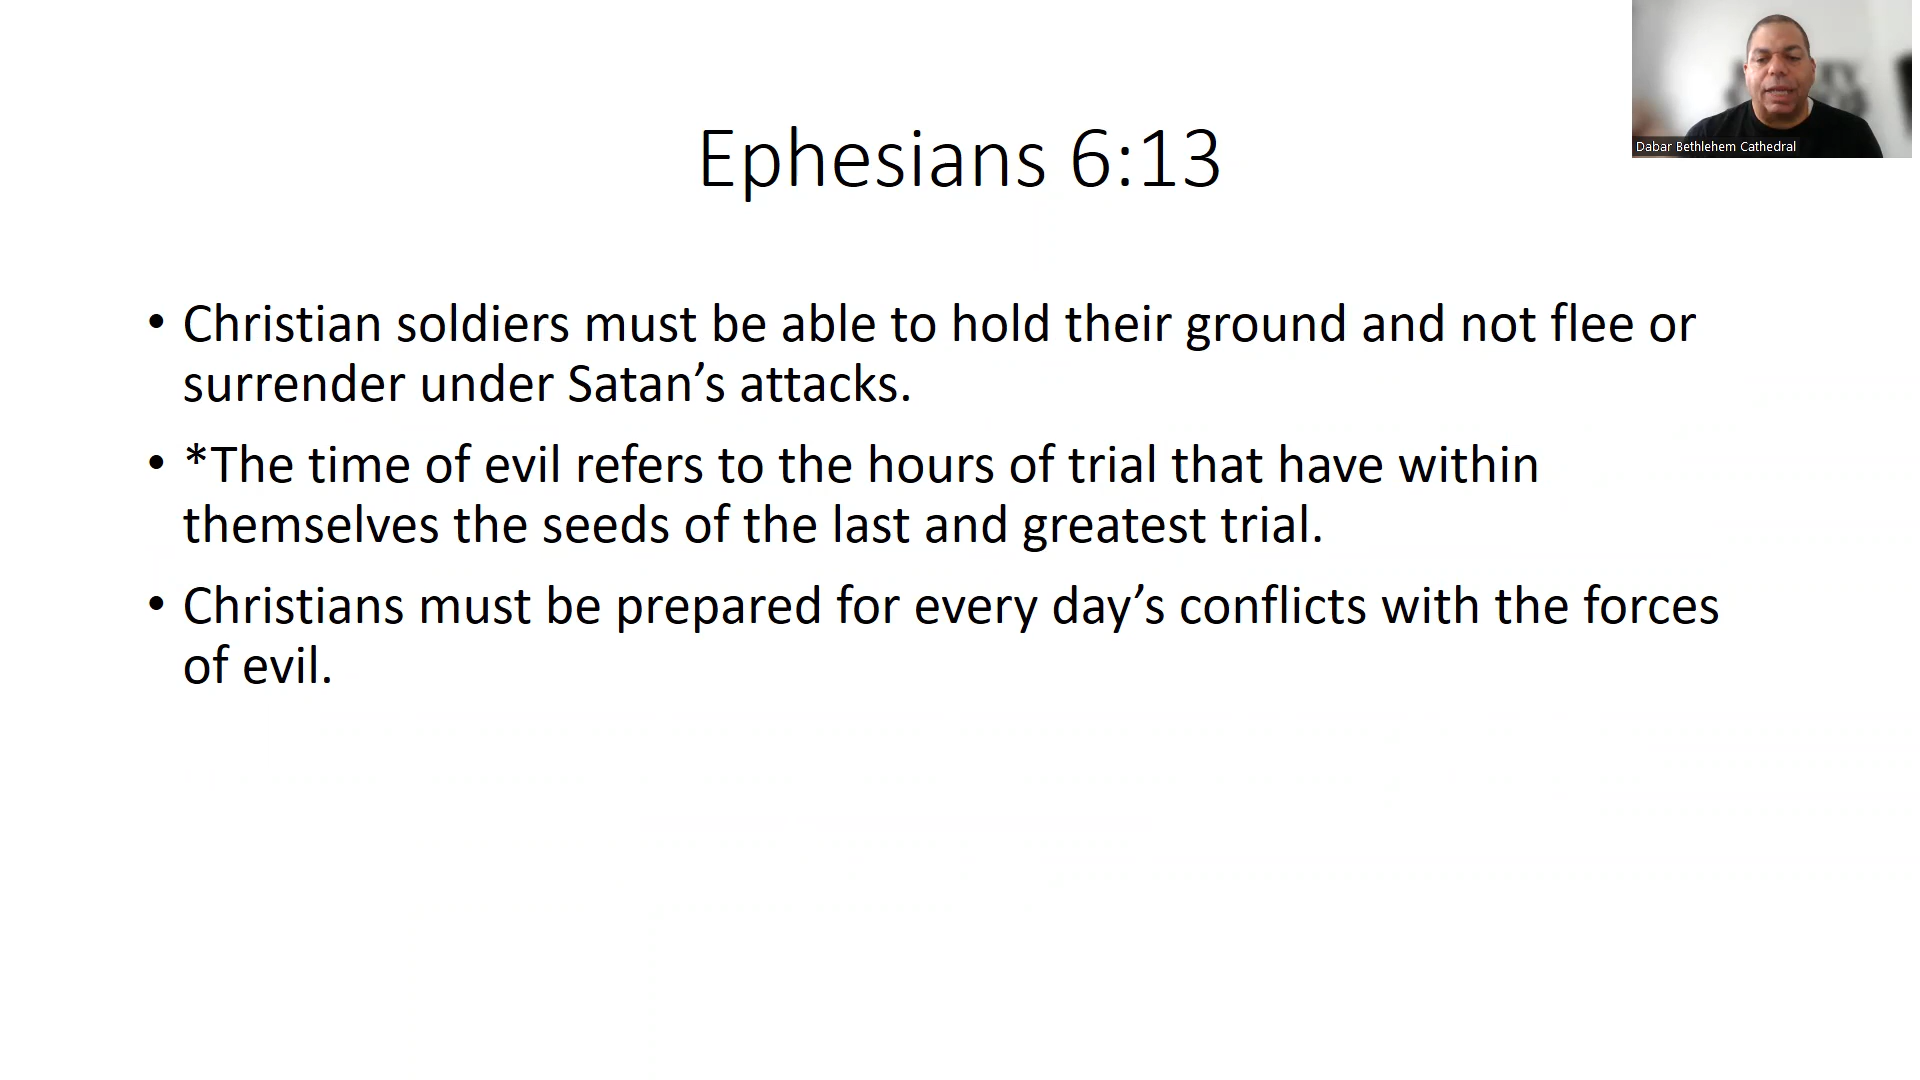 Ephesians 6:13
• Christian soldiers must be able to hold their ground and not flee or
surrender under Satan’s attacks.
• *The time of evil refers to the hours of trial that have within
themselves the seeds of the last and greatest trial.
• Christians must be prepared for every day’s conflicts with the forces
of evil.
Dabar Bethlehem Cathedral